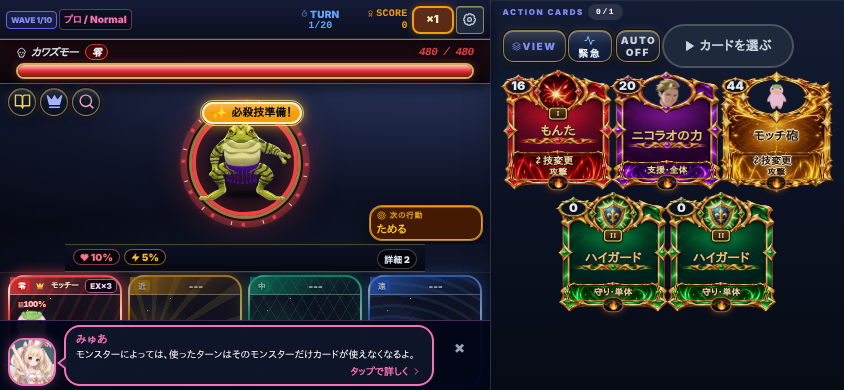 WAVE 1/10
プロ / Normal
TURN
1/20
SCORE
0
×1
カワズモー
零
480 / 480
必殺技準備！
次の行動
ためる
10%
5%
詳細 2
零
モッチー
EX×3
100%
近
---
中
---
遠
---
みゅあ
モンスターによっては、使ったターンはそのモンスターだけカードが使えなくなるよ。
タップで詳しく
ACTION CARDS
0/1
VIEW
緊急
AUTO
OFF
カードを選ぶ
16
I
もんた
技変更
攻撃
20
ニコラオの力
支援·全体
44
モッチ砲
技変更
攻撃
0
II
ハイガード
守り·単体
0
II
ハイガード
守り·単体